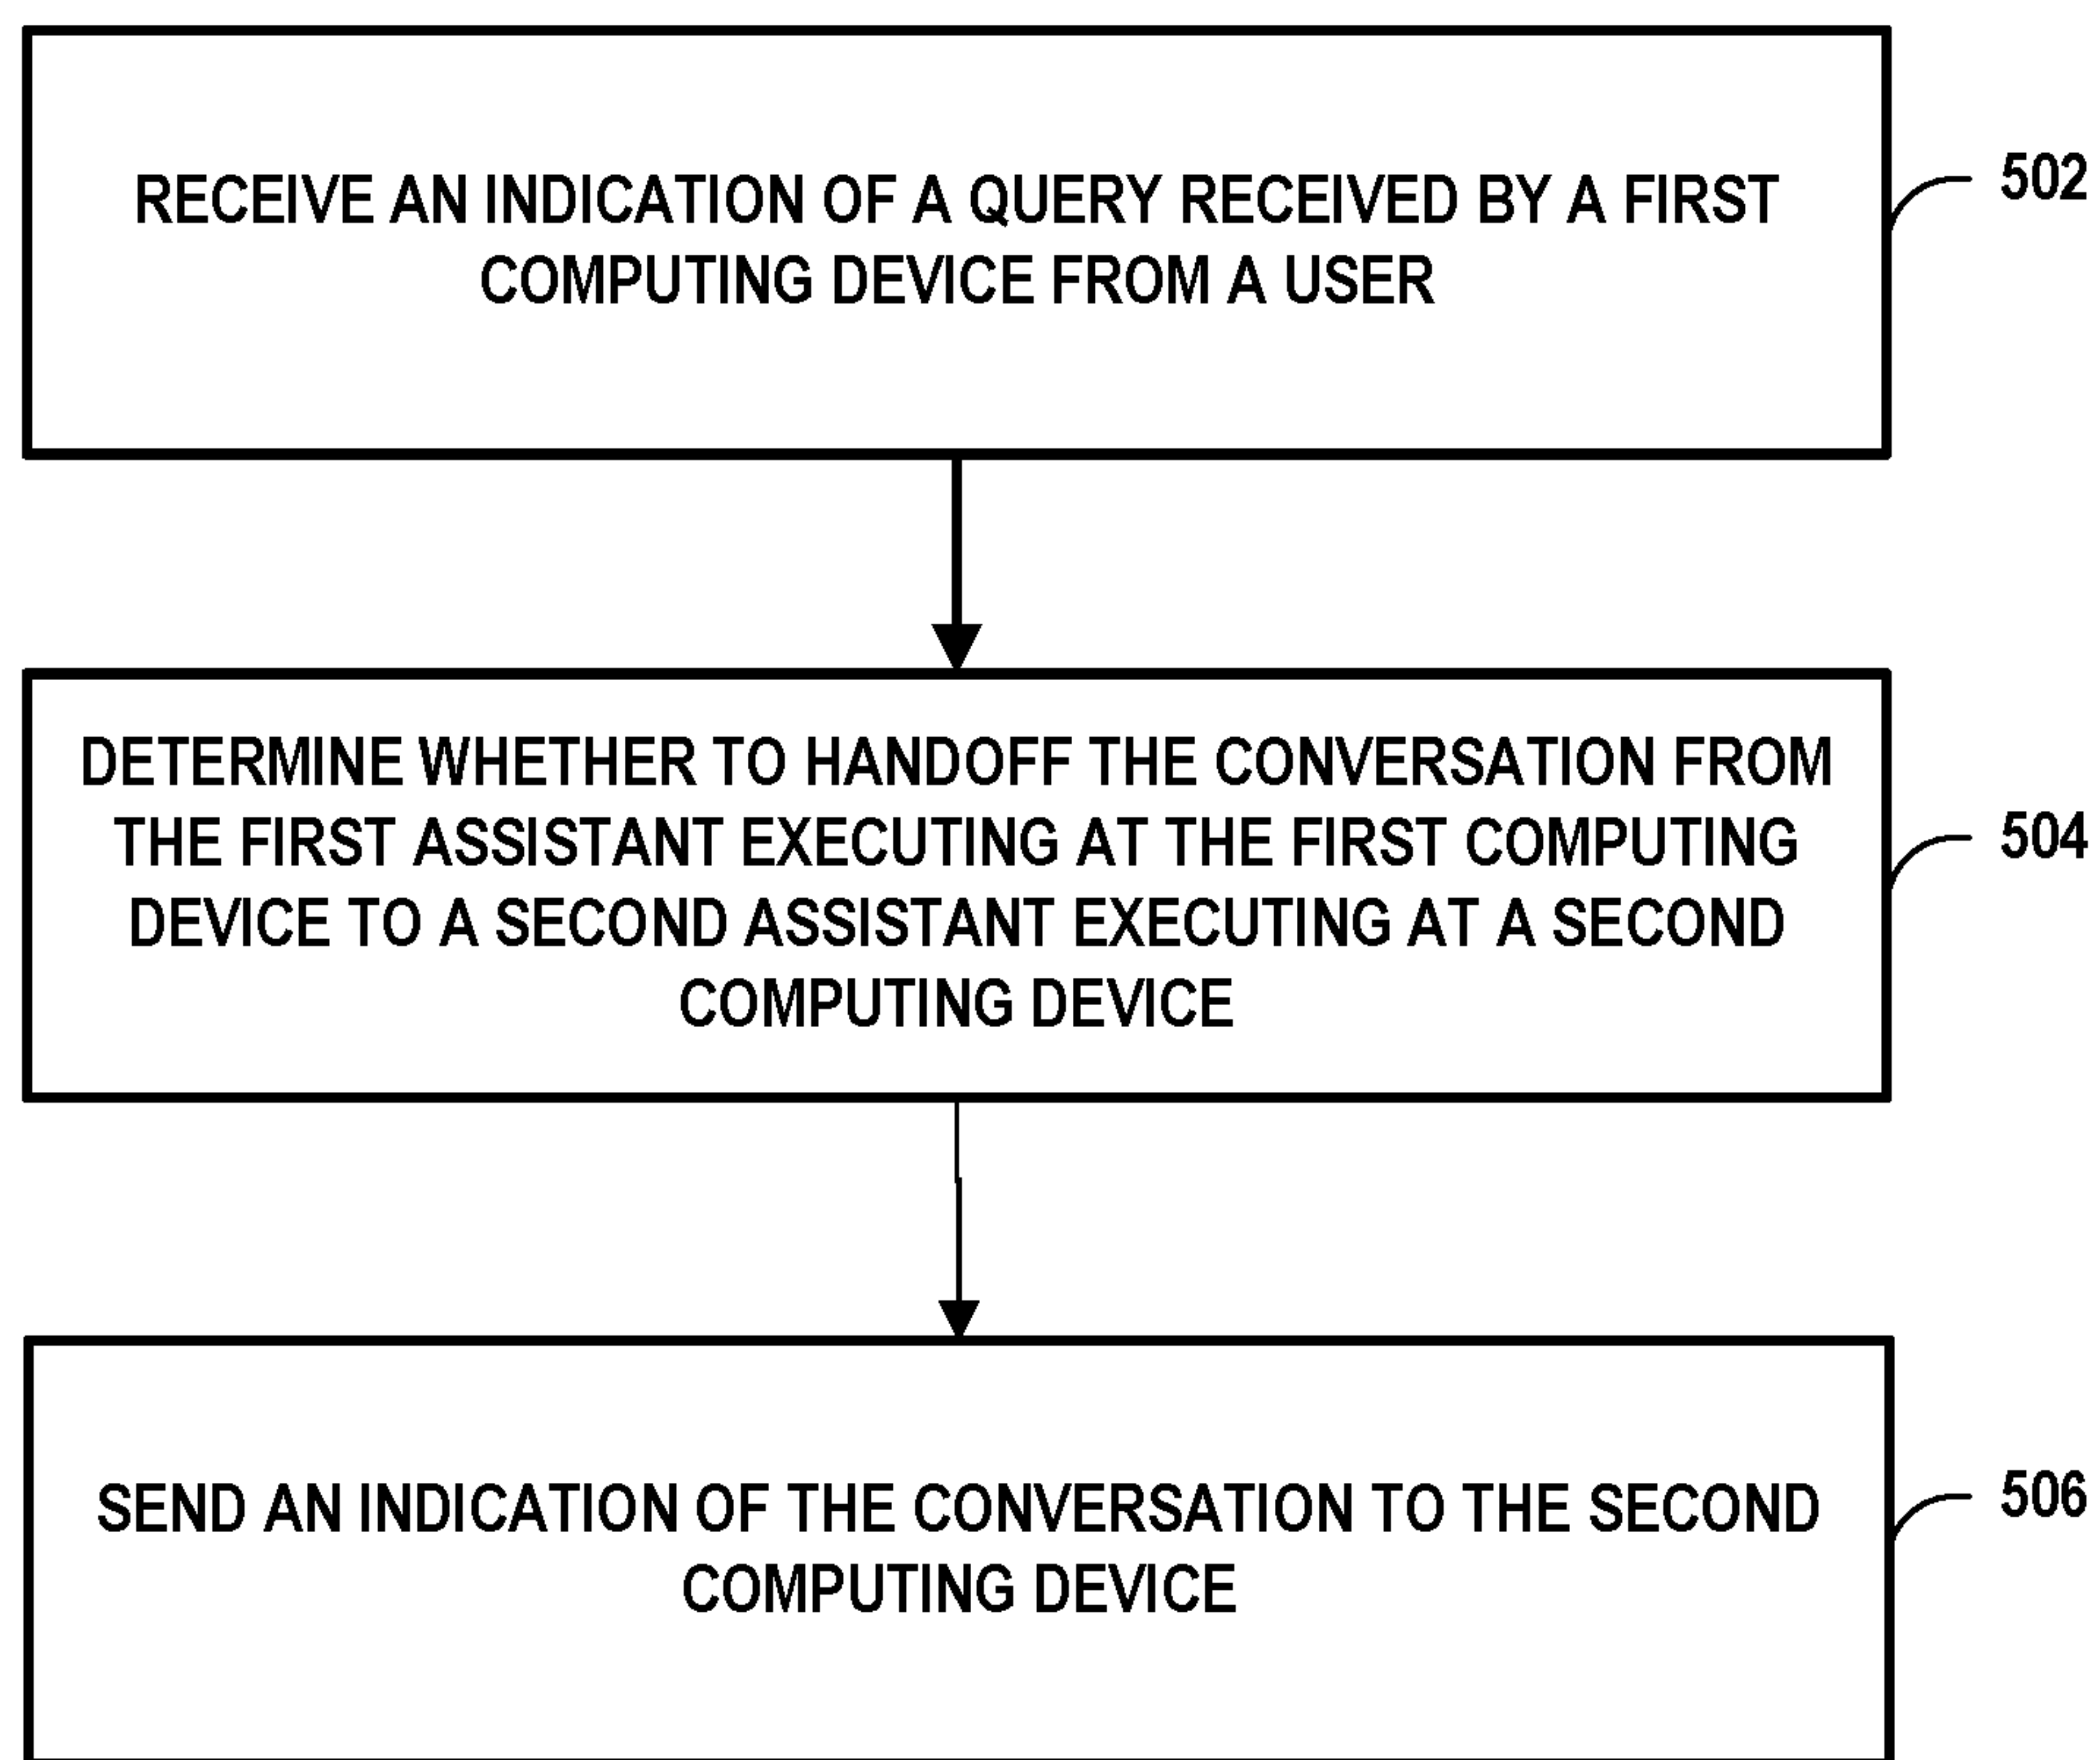 RECEIVE AN INDICATION OF A QUERY RECEIVED BY A FIRST
COMPUTING DEVICE FROM A USER
502
DETERMINE WHETHER TO HANDOFF THE CONVERSATION FROM
THE FIRST ASSISTANT EXECUTING AT THE FIRST COMPUTING
DEVICE TO A SECOND ASSISTANT EXECUTING AT A SECOND
COMPUTING DEVICE
504
SEND AN INDICATION OF THE CONVERSATION TO THE SECOND
COMPUTING DEVICE
506